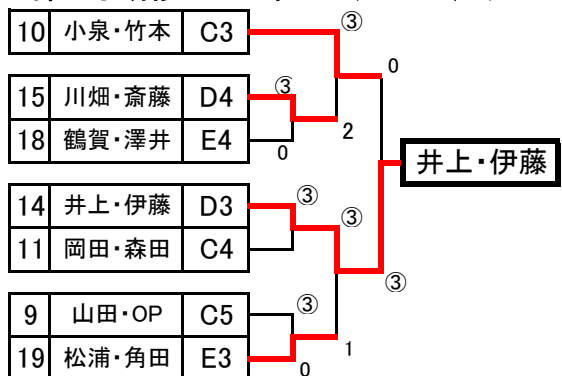 10 小泉・竹本 C3 ③
0
15 川畑・斎藤 D4 ③
2
18 鶴賀・澤井 E4 0
井上・伊藤
14 井上・伊藤 D3 ③
③
11 岡田・森田 C4
③
9 山田・OP C5 ③
1
19 松浦・角田 E3 0